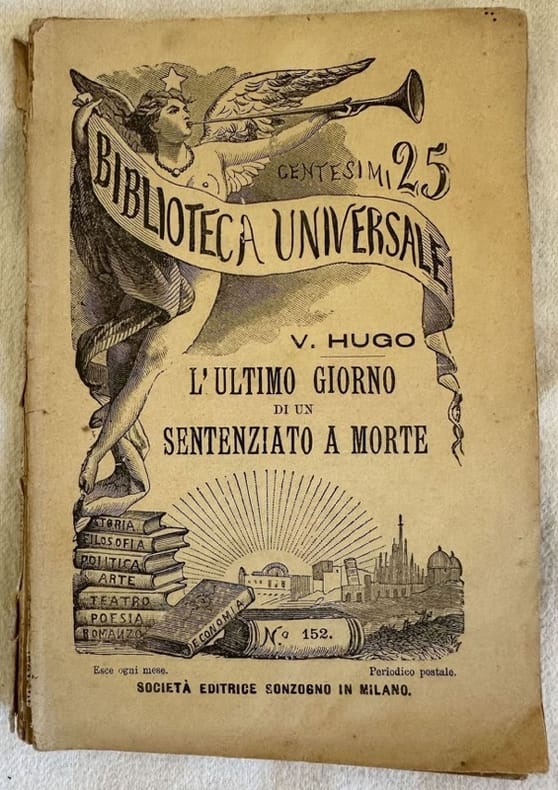 CENTESIMI 25
BIBLIOTECA UNIVERSALE
V. HUGO
L'ULTIMO GIORNO
DI UN
SENTENZIATO A MORTE
STORIA
FILOSOFIA
POLITICA
ARTE
TEATRO
POESIA
ROMANZO
ECONOMIA
No 152.
Esce ogni mese.
Periodico postale.
SOCIETÀ EDITRICE SONZOGNO IN MILANO.